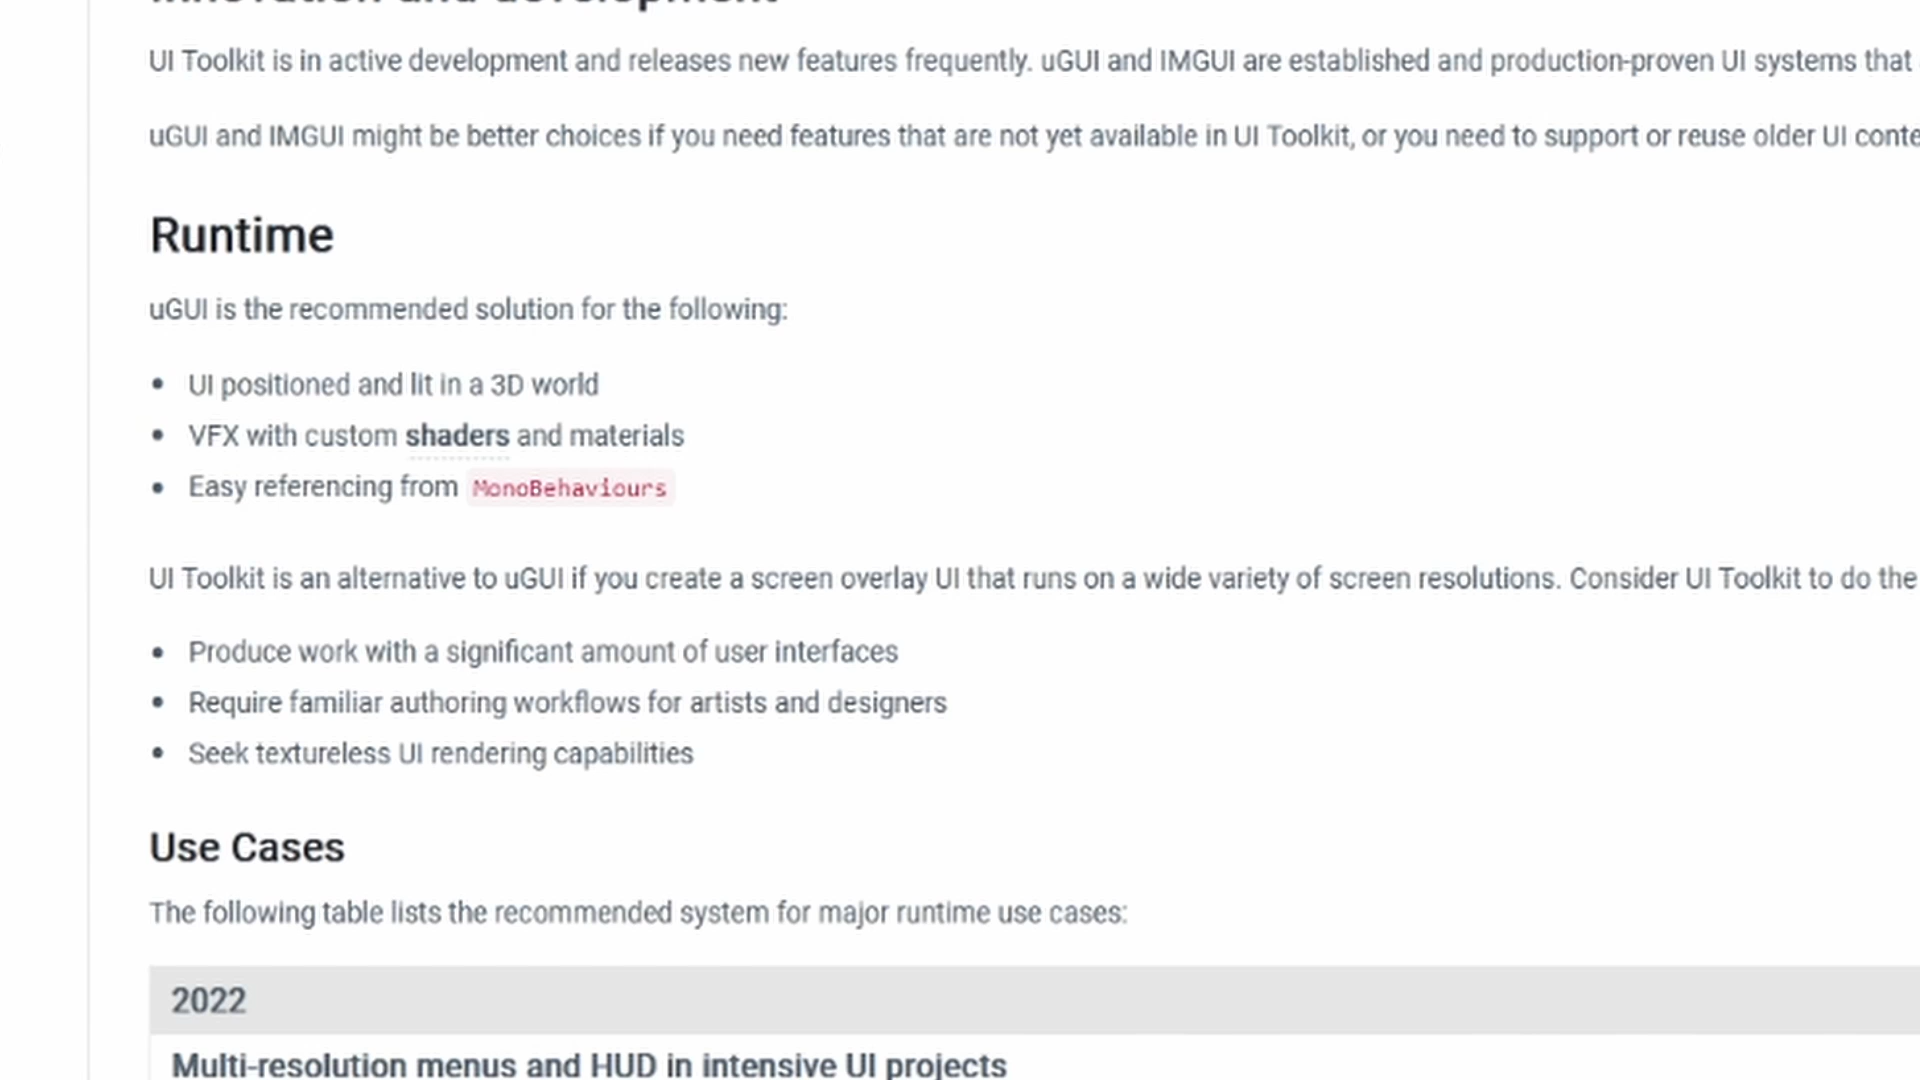 Innovation and development
UI Toolkit is in active development and releases new features frequently. uGUI and IMGUI are established and production-proven UI systems that
uGUI and IMGUI might be better choices if you need features that are not yet available in UI Toolkit, or you need to support or reuse older UI conte
Runtime
uGUI is the recommended solution for the following:
• UI positioned and lit in a 3D world
• VFX with custom shaders and materials
• Easy referencing from MonoBehaviours
UI Toolkit is an alternative to uGUI if you create a screen overlay UI that runs on a wide variety of screen resolutions. Consider UI Toolkit to do the
• Produce work with a significant amount of user interfaces
• Require familiar authoring workflows for artists and designers
• Seek textureless UI rendering capabilities
Use Cases
The following table lists the recommended system for major runtime use cases:
2022
Multi-resolution menus and HUD in intensive UI projects